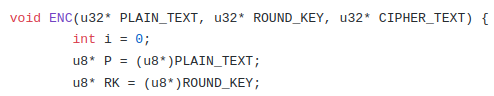 void ENC(u32* PLAIN_TEXT, u32* ROUND_KEY, u32* CIPHER_TEXT) {
        int i = 0;
        u8* P = (u8*)PLAIN_TEXT;
        u8* RK = (u8*)ROUND_KEY;